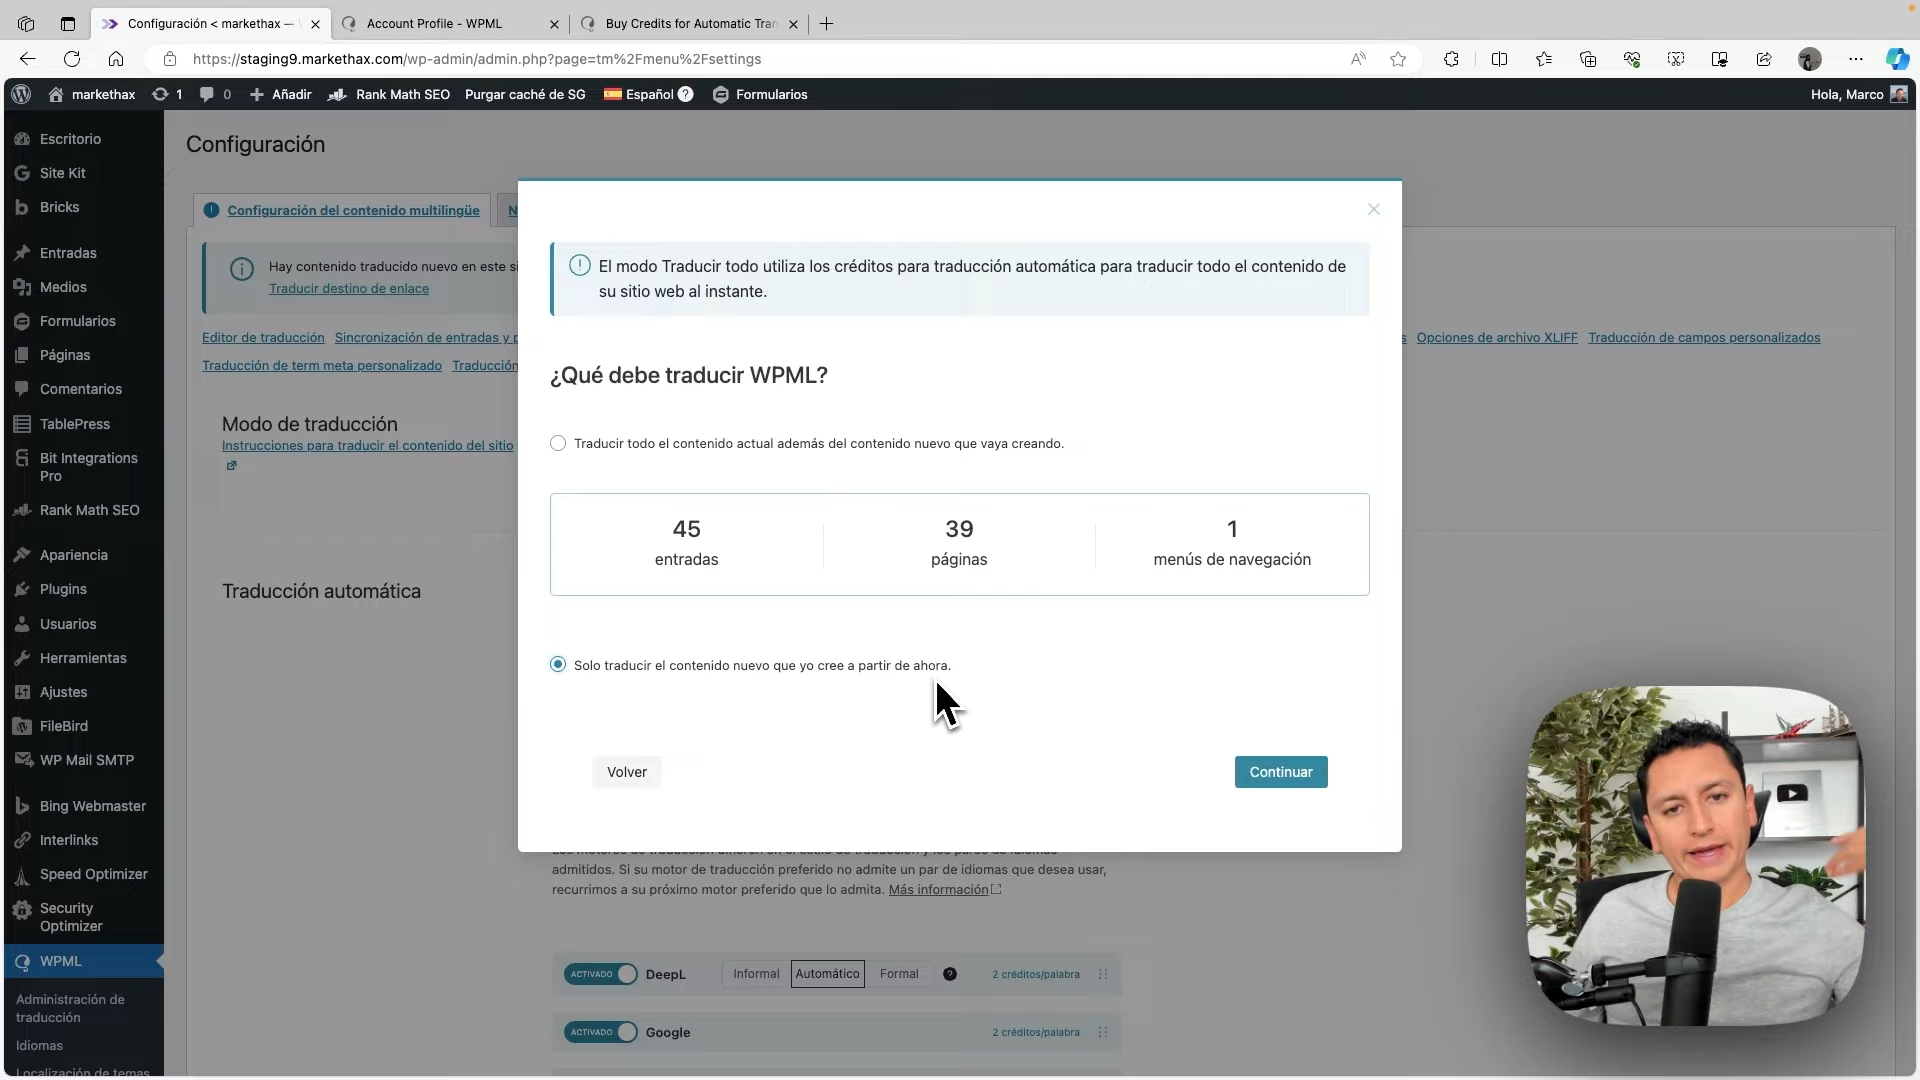 Configuración < markethax —
Account Profile - WPML
Buy Credits for Automatic Tran
https://staging9.markethax.com/wp-admin/admin.php?page=tm%2Fmenu%2Fsettings
markethax
1
0
Añadir
Rank Math SEO
Purgar caché de SG
Español
Formularios
Hola, Marco
Escritorio
Site Kit
Bricks
Entradas
Medios
Formularios
Páginas
Comentarios
TablePress
Bit Integrations
Pro
Rank Math SEO
Apariencia
Plugins
Usuarios
Herramientas
Ajustes
FileBird
WP Mail SMTP
Bing Webmaster
Interlinks
Speed Optimizer
Security
Optimizer
WPML
Administración de
traducción
Idiomas
Localización de temas
Configuración
Configuración del contenido multilingüe
N
Hay contenido traducido nuevo en este si
Traducir destino de enlace
Editor de traducción
Sincronización de entradas y p
s
Opciones de archivo XLIFF
Traducción de campos personalizados
Traducción de term meta personalizado
Traducción
Modo de traducción
Instrucciones para traducir el contenido del sitio
Traducción automática
El modo Traducir todo utiliza los créditos para traducción automática para traducir todo el contenido de
su sitio web al instante.
¿Qué debe traducir WPML?
Traducir todo el contenido actual además del contenido nuevo que vaya creando.
45
entradas
39
páginas
1
menús de navegación
Solo traducir el contenido nuevo que yo cree a partir de ahora.
Volver
Continuar
admitidos. Si su motor de traducción preferido no admite un par de idiomas que desea usar,
recurrimos a su próximo motor preferido que lo admita. Más información
ACTIVADO
DeepL
Informal
Automático
Formal
2 créditos/palabra
ACTIVADO
Google
2 créditos/palabra